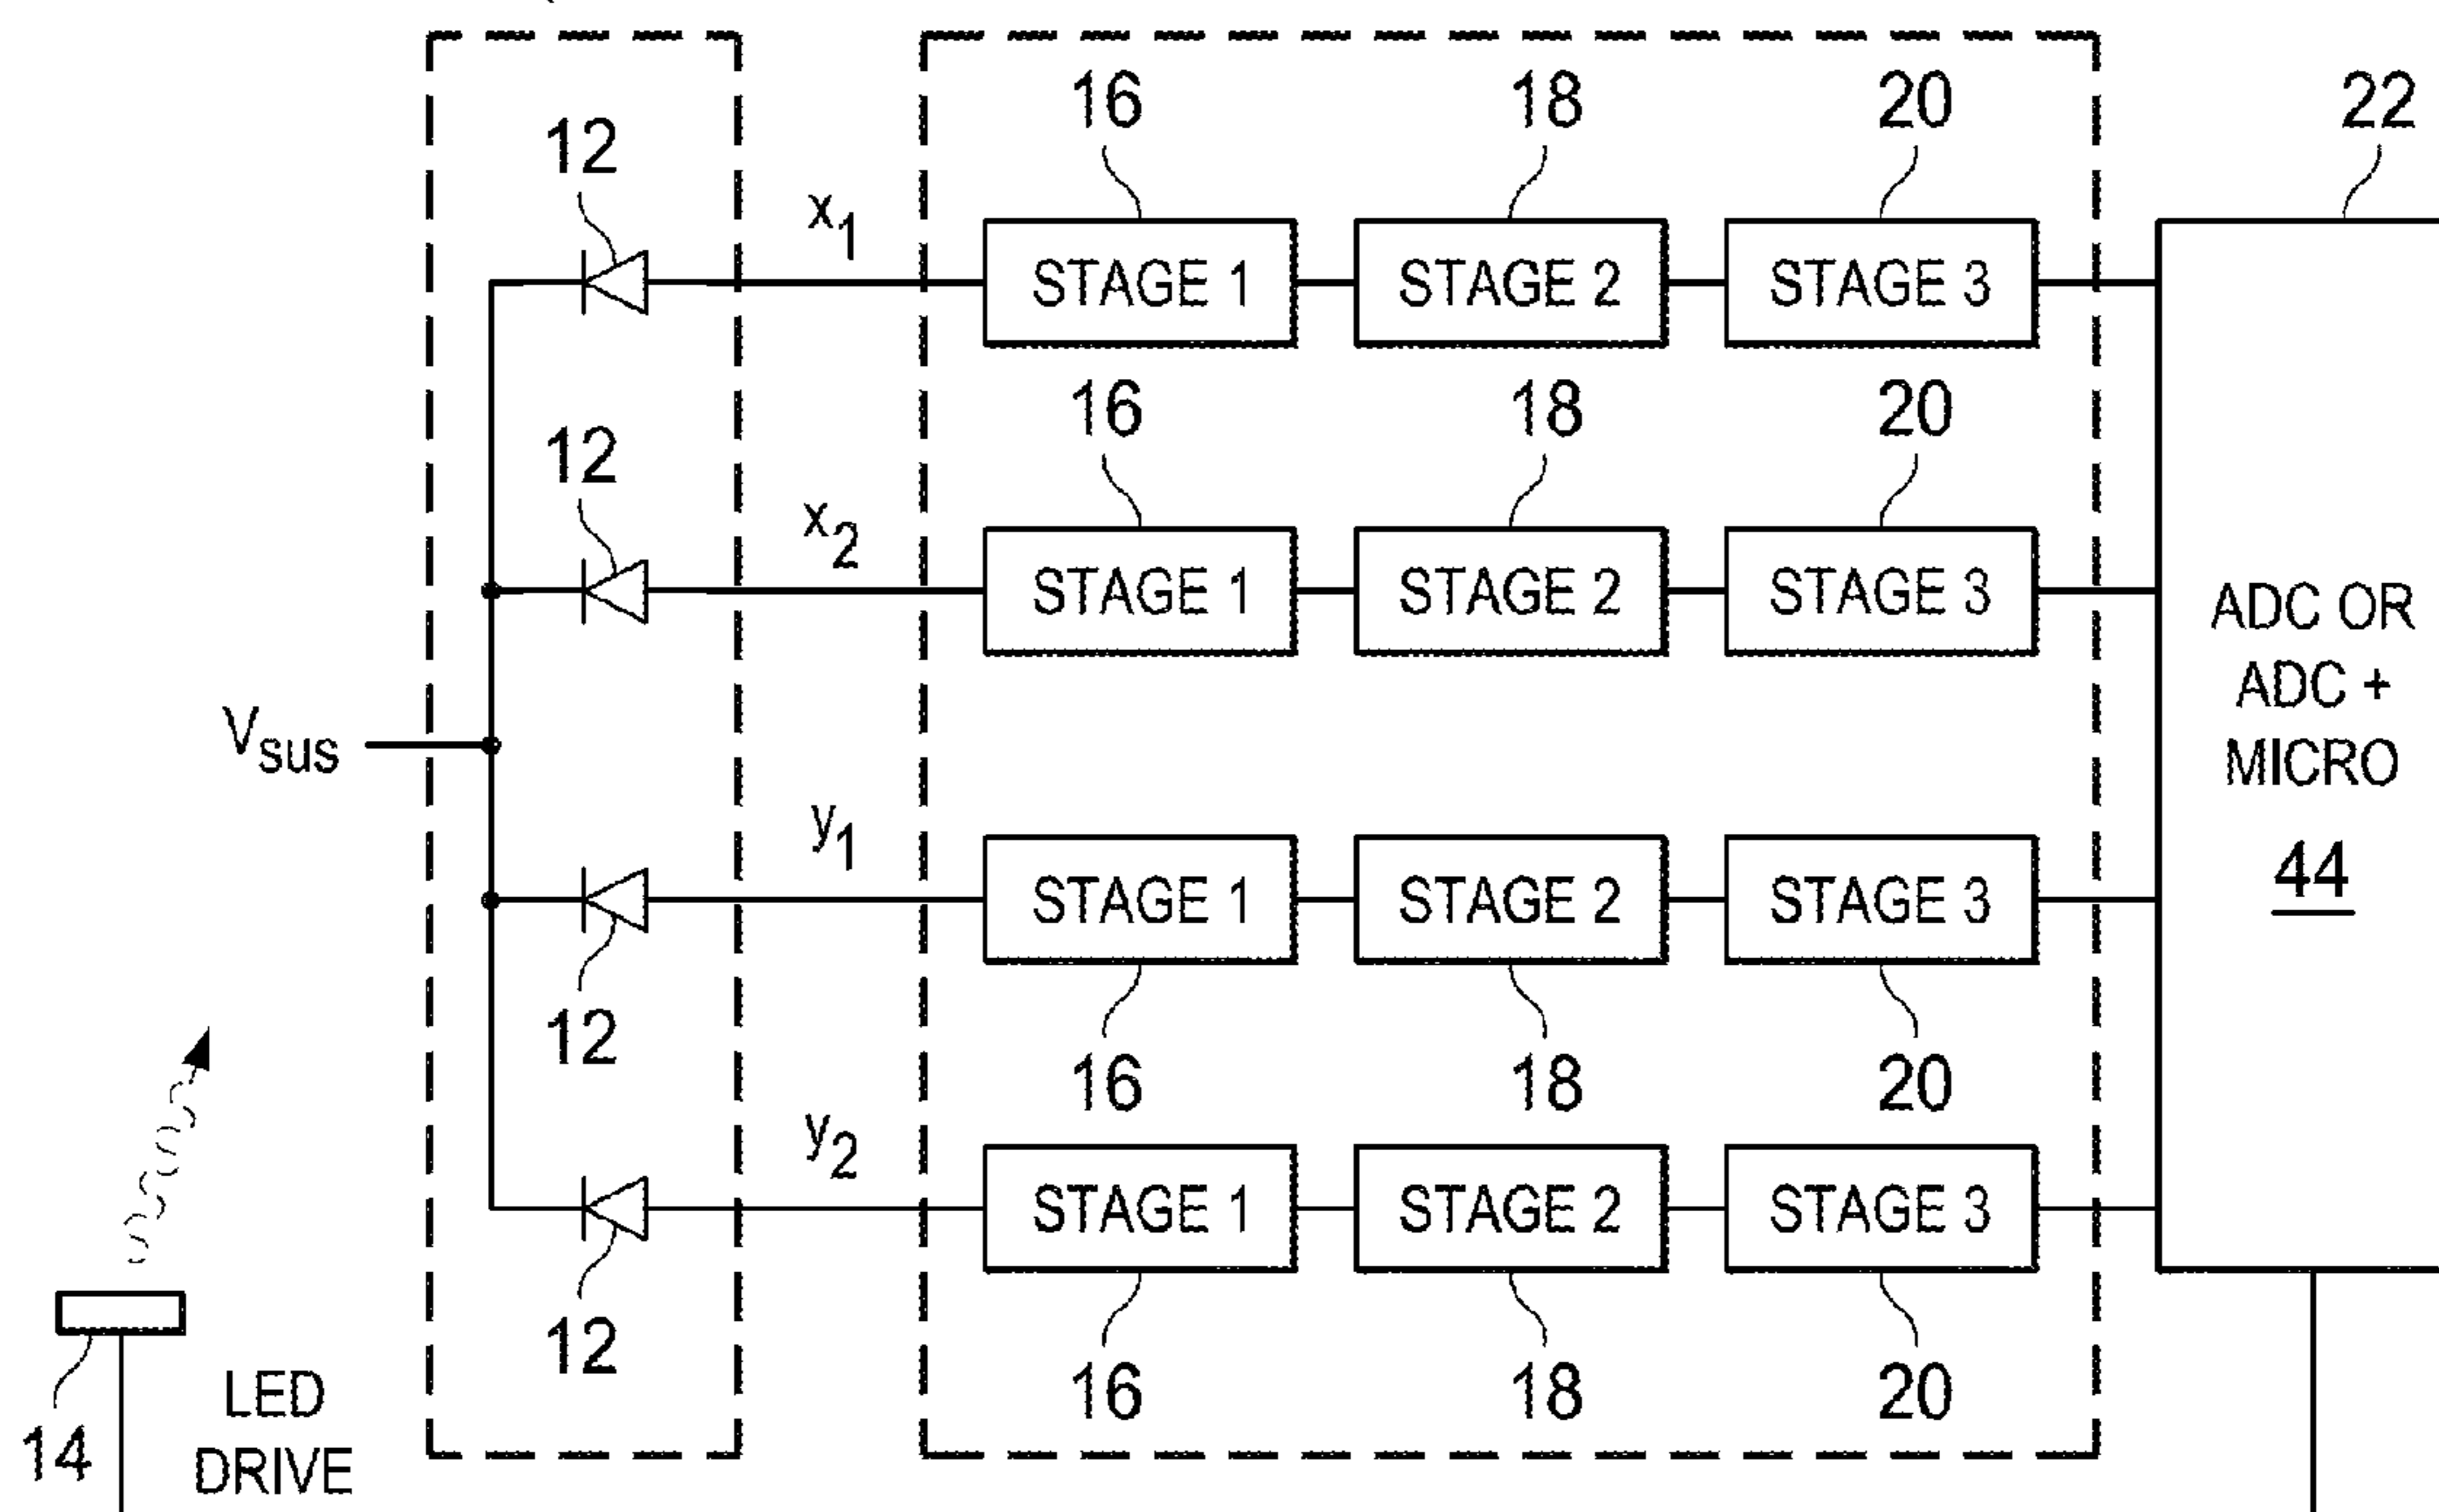 16 18 20 22
12
x1
STAGE 1 STAGE 2 STAGE 3
16 18 20
12
x2
STAGE 1 STAGE 2 STAGE 3
ADC OR
ADC +
MICRO
44
Vsus
y1
STAGE 1 STAGE 2 STAGE 3
12
16 18 20
y2
STAGE 1 STAGE 2 STAGE 3
12
16 18 20
14
LED
DRIVE